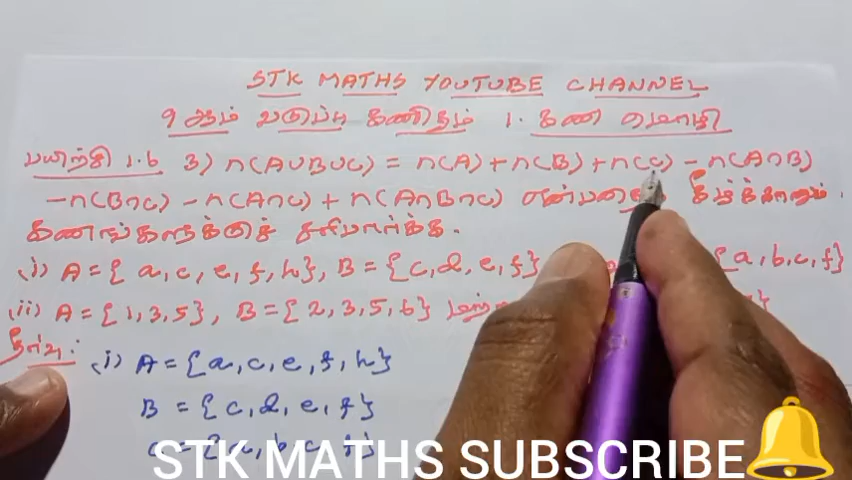 STK MATHS YOUTUBE CHANNEL
9 ஆம் வகுப்பு கணிதம் 1. கண மொழி
பயிற்சி 1.6 3) n(A∪B∪C) = n(A) + n(B) + n(C) - n(A∩B)
- n(B∩C) - n(A∩C) + n(A∩B∩C) என்பதை கீழ்க்காணும்
கணங்களுக்குச் சரிபார்க்க.
(i) A = { a, c, e, f, h}, B = {c, d, e, f} {a, b, c, f}
(ii) A = {1, 3, 5}, B = {2, 3, 5, 6} }
தீர்வு:
(i) A = {a, c, e, f, h}
B = {c, d, e, f}
C = {a, b, c, f}
STK MATHS SUBSCRIBE